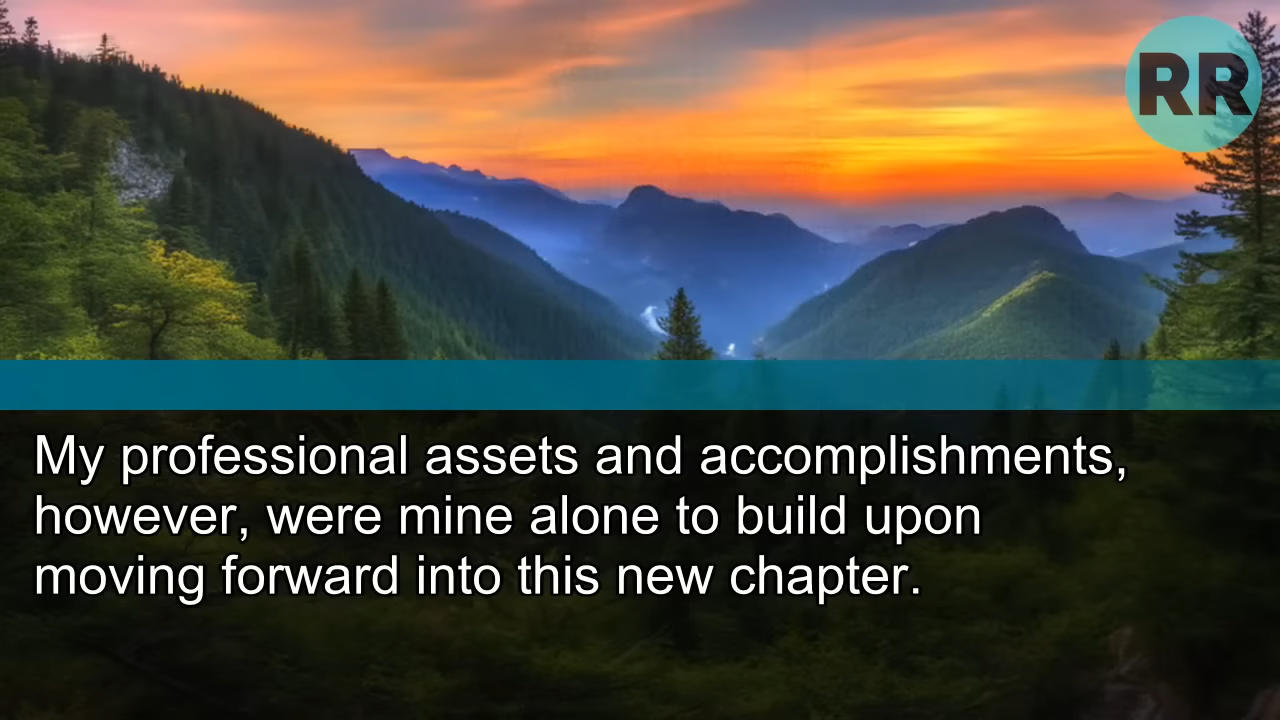 RR
My professional assets and accomplishments,
however, were mine alone to build upon
moving forward into this new chapter.